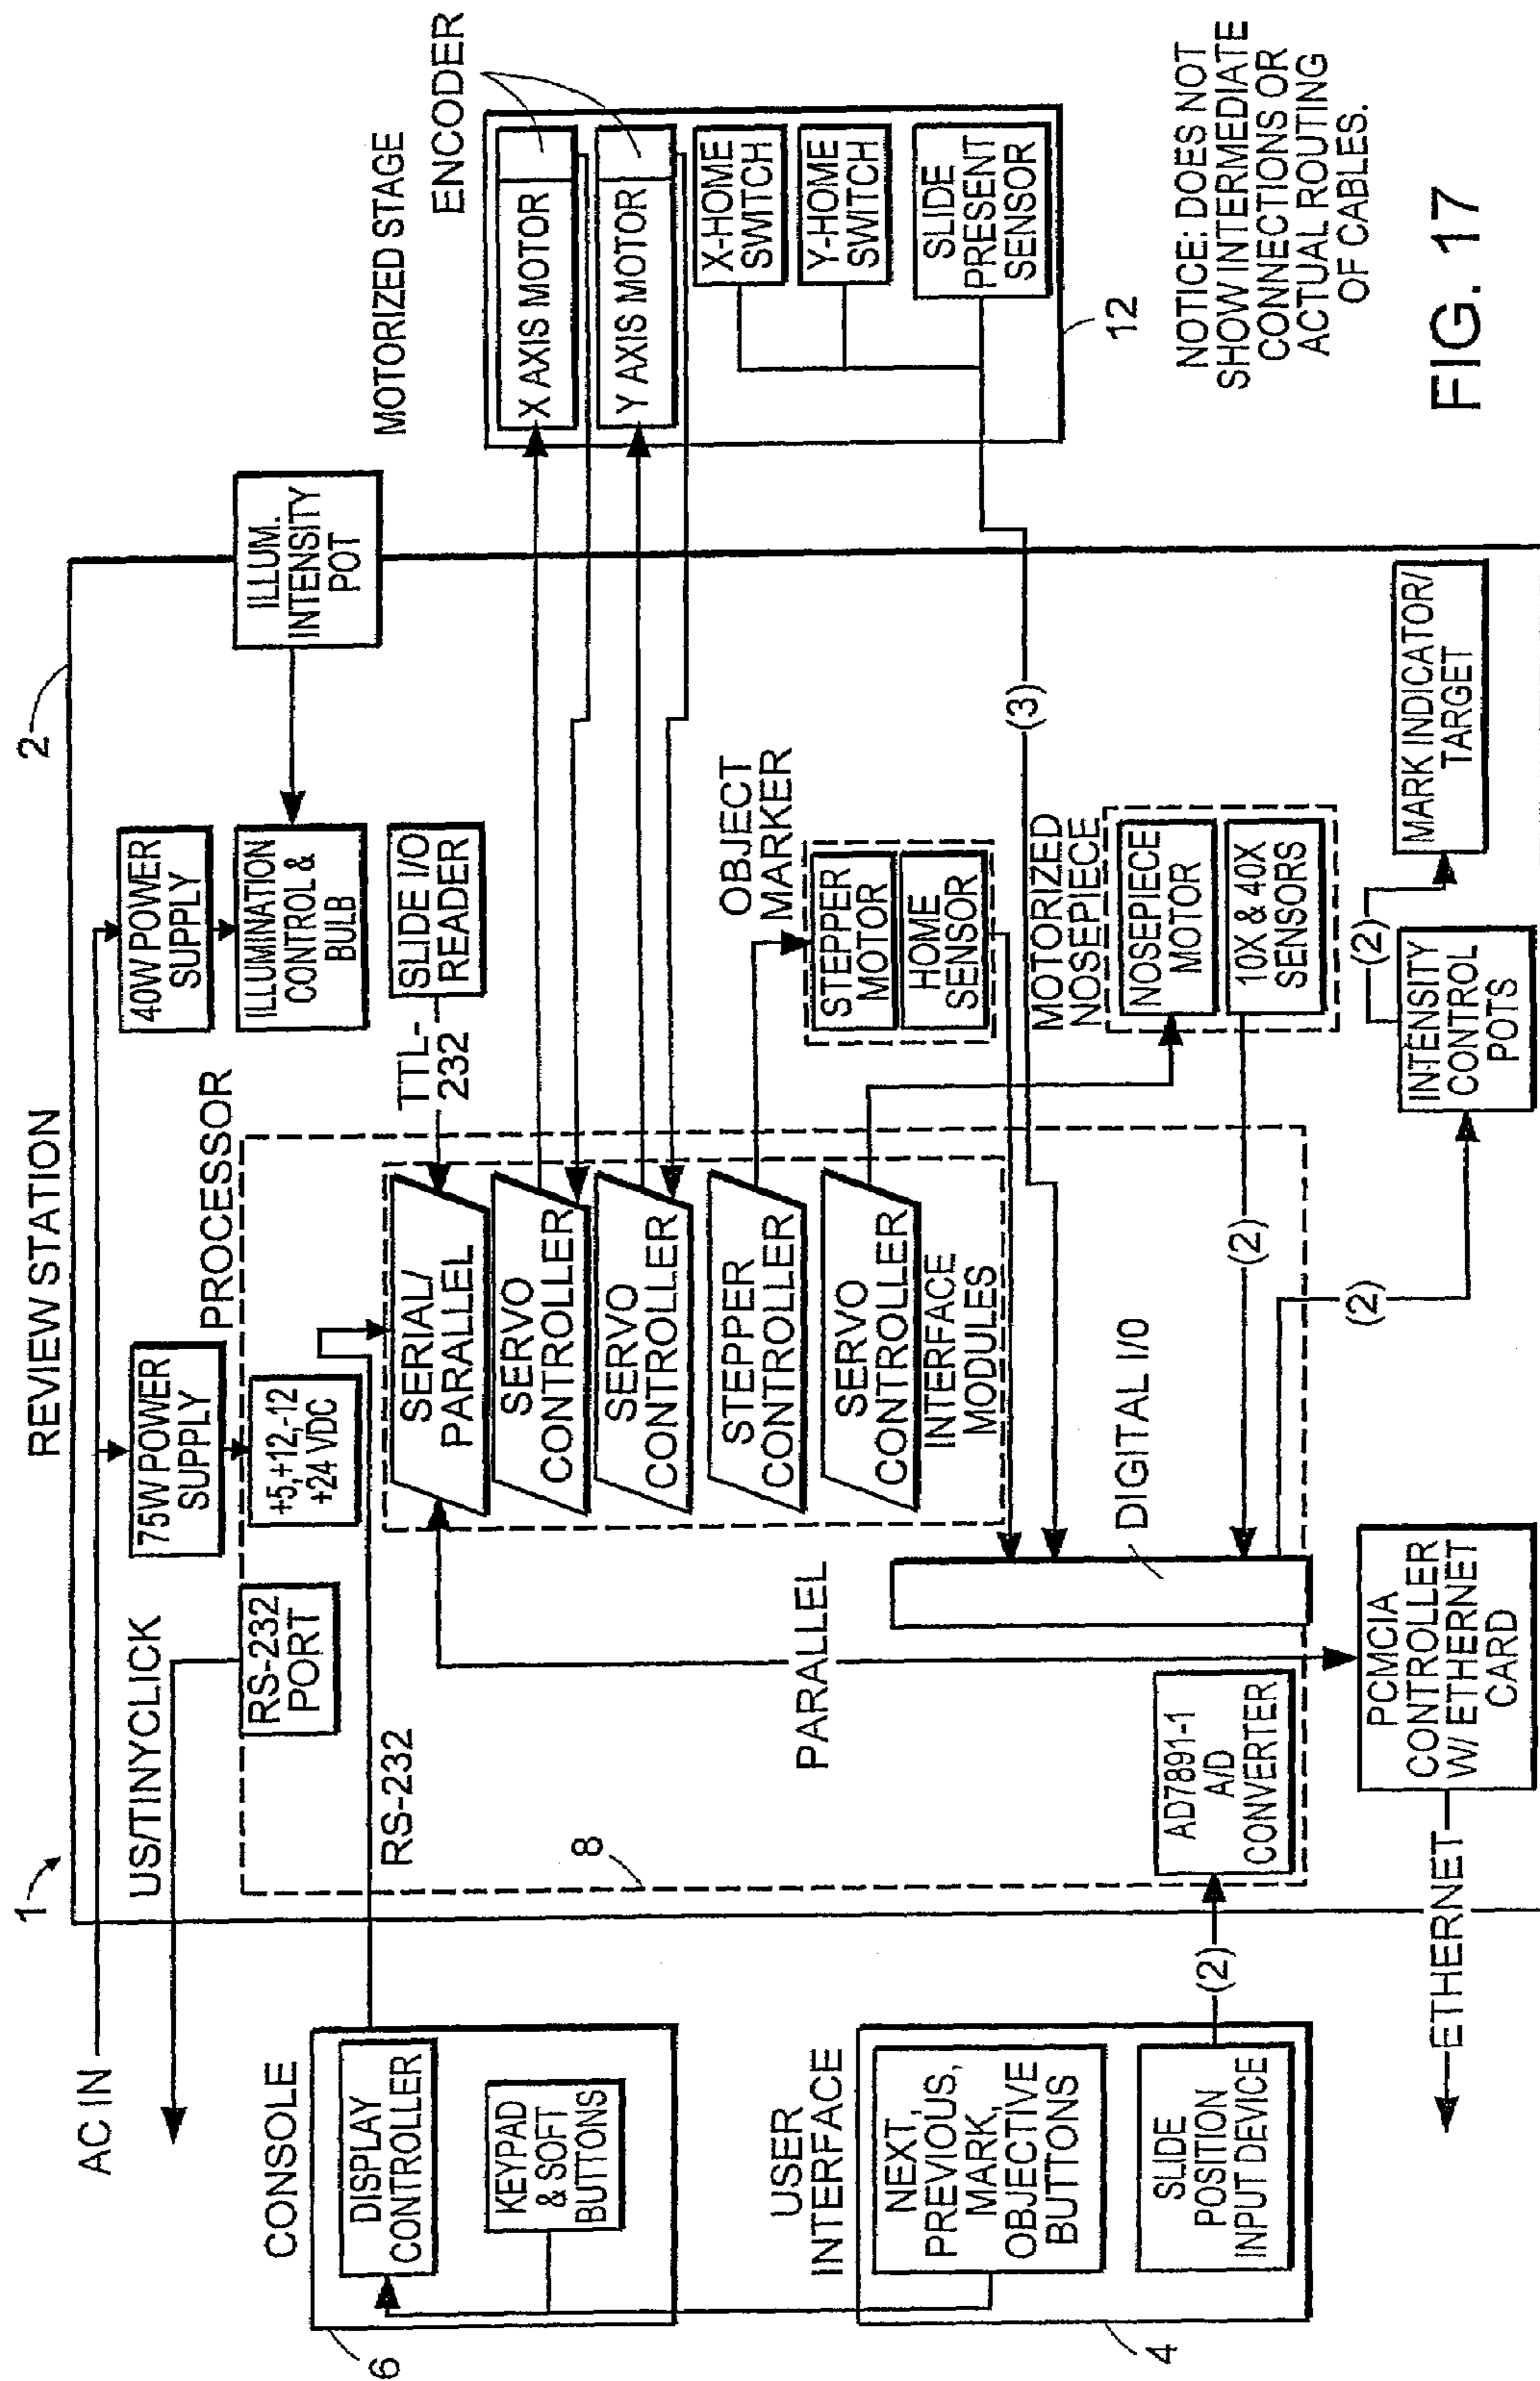 REVIEW STATION
1
2
AC IN
US/TINYCLICK
75W POWER
SUPPLY
40W POWER
SUPPLY
ILLUM.
INTENSITY
POT
ILLUMINATION
CONTROL &
BULB
PROCESSOR
RS-232
PORT
+5,+12,-12
+24 VDC
CONSOLE
DISPLAY
CONTROLLER
KEYPAD
& SOFT
BUTTONS
6
RS-232
SERIAL/
PARALLEL
SERVO
CONTROLLER
SERVO
CONTROLLER
STEPPER
CONTROLLER
SERVO
CONTROLLER
INTERFACE
MODULES
TTL-
232
SLIDE I/O
READER
MOTORIZED STAGE
ENCODER
X AXIS MOTOR
Y AXIS MOTOR
X-HOME
SWITCH
Y-HOME
SWITCH
SLIDE
PRESENT
SENSOR
12
OBJECT
MARKER
STEPPER
MOTOR
HOME
SENSOR
(3)
MOTORIZED
NOSEPIECE
NOSEPIECE
MOTOR
10X & 40X
SENSORS
(2)
8
PARALLEL
DIGITAL I/0
USER
INTERFACE
NEXT,
PREVIOUS,
MARK,
OBJECTIVE
BUTTONS
SLIDE
POSITION
INPUT DEVICE
4
(2)
AD7891-1
A/D
CONVERTER
(2)
INTENSITY
CONTROL
POTS
(2)
MARK INDICATOR/
TARGET
PCMCIA
CONTROLLER
W/ ETHERNET
CARD
ETHERNET
NOTICE: DOES NOT
SHOW INTERMEDIATE
CONNECTIONS OR
ACTUAL ROUTING
OF CABLES.
FIG. 17